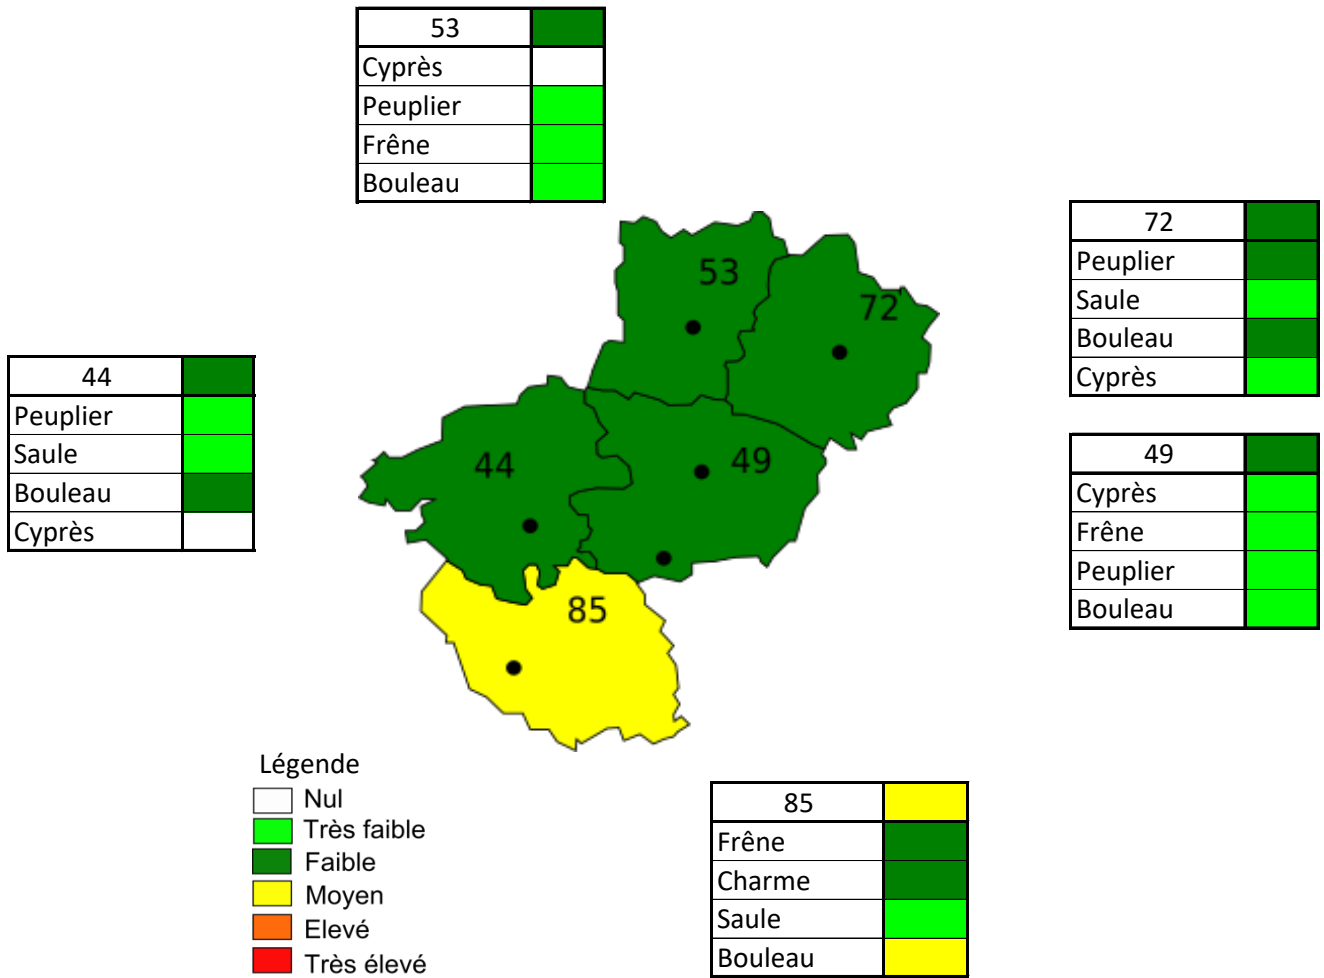 53
Cyprès
Peuplier
Frêne
Bouleau
72
Peuplier
Saule
Bouleau
Cyprès
53
72
44
Peuplier
Saule
Bouleau
Cyprès
44
49
49
Cyprès
Frêne
Peuplier
Bouleau
85
Légende
Nul
Très faible
Faible
Moyen
Elevé
Très élevé
85
Frêne
Charme
Saule
Bouleau